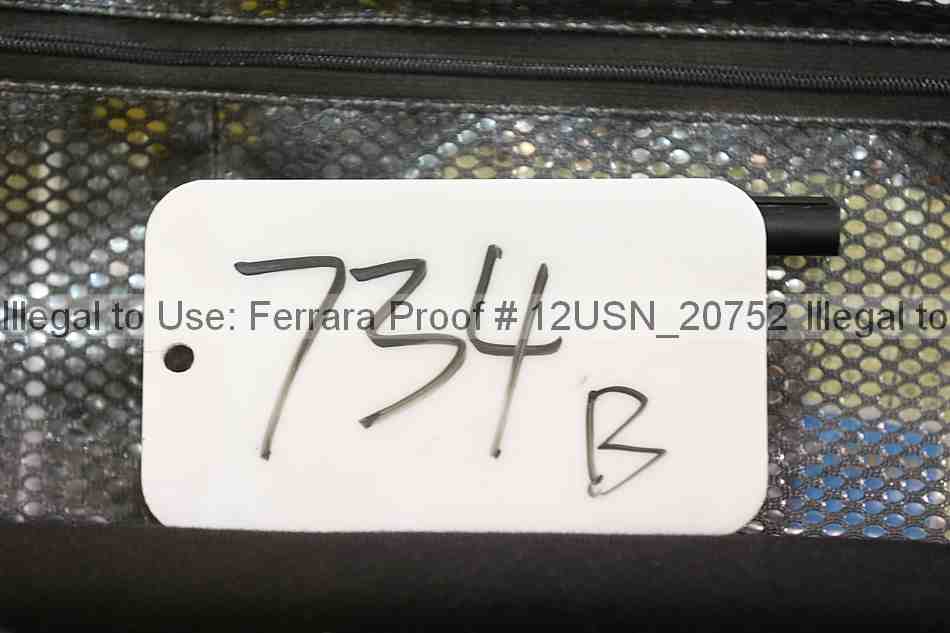 734
Illegal to Use: Ferrara Proof # 12USN_20752 Illegal to
B